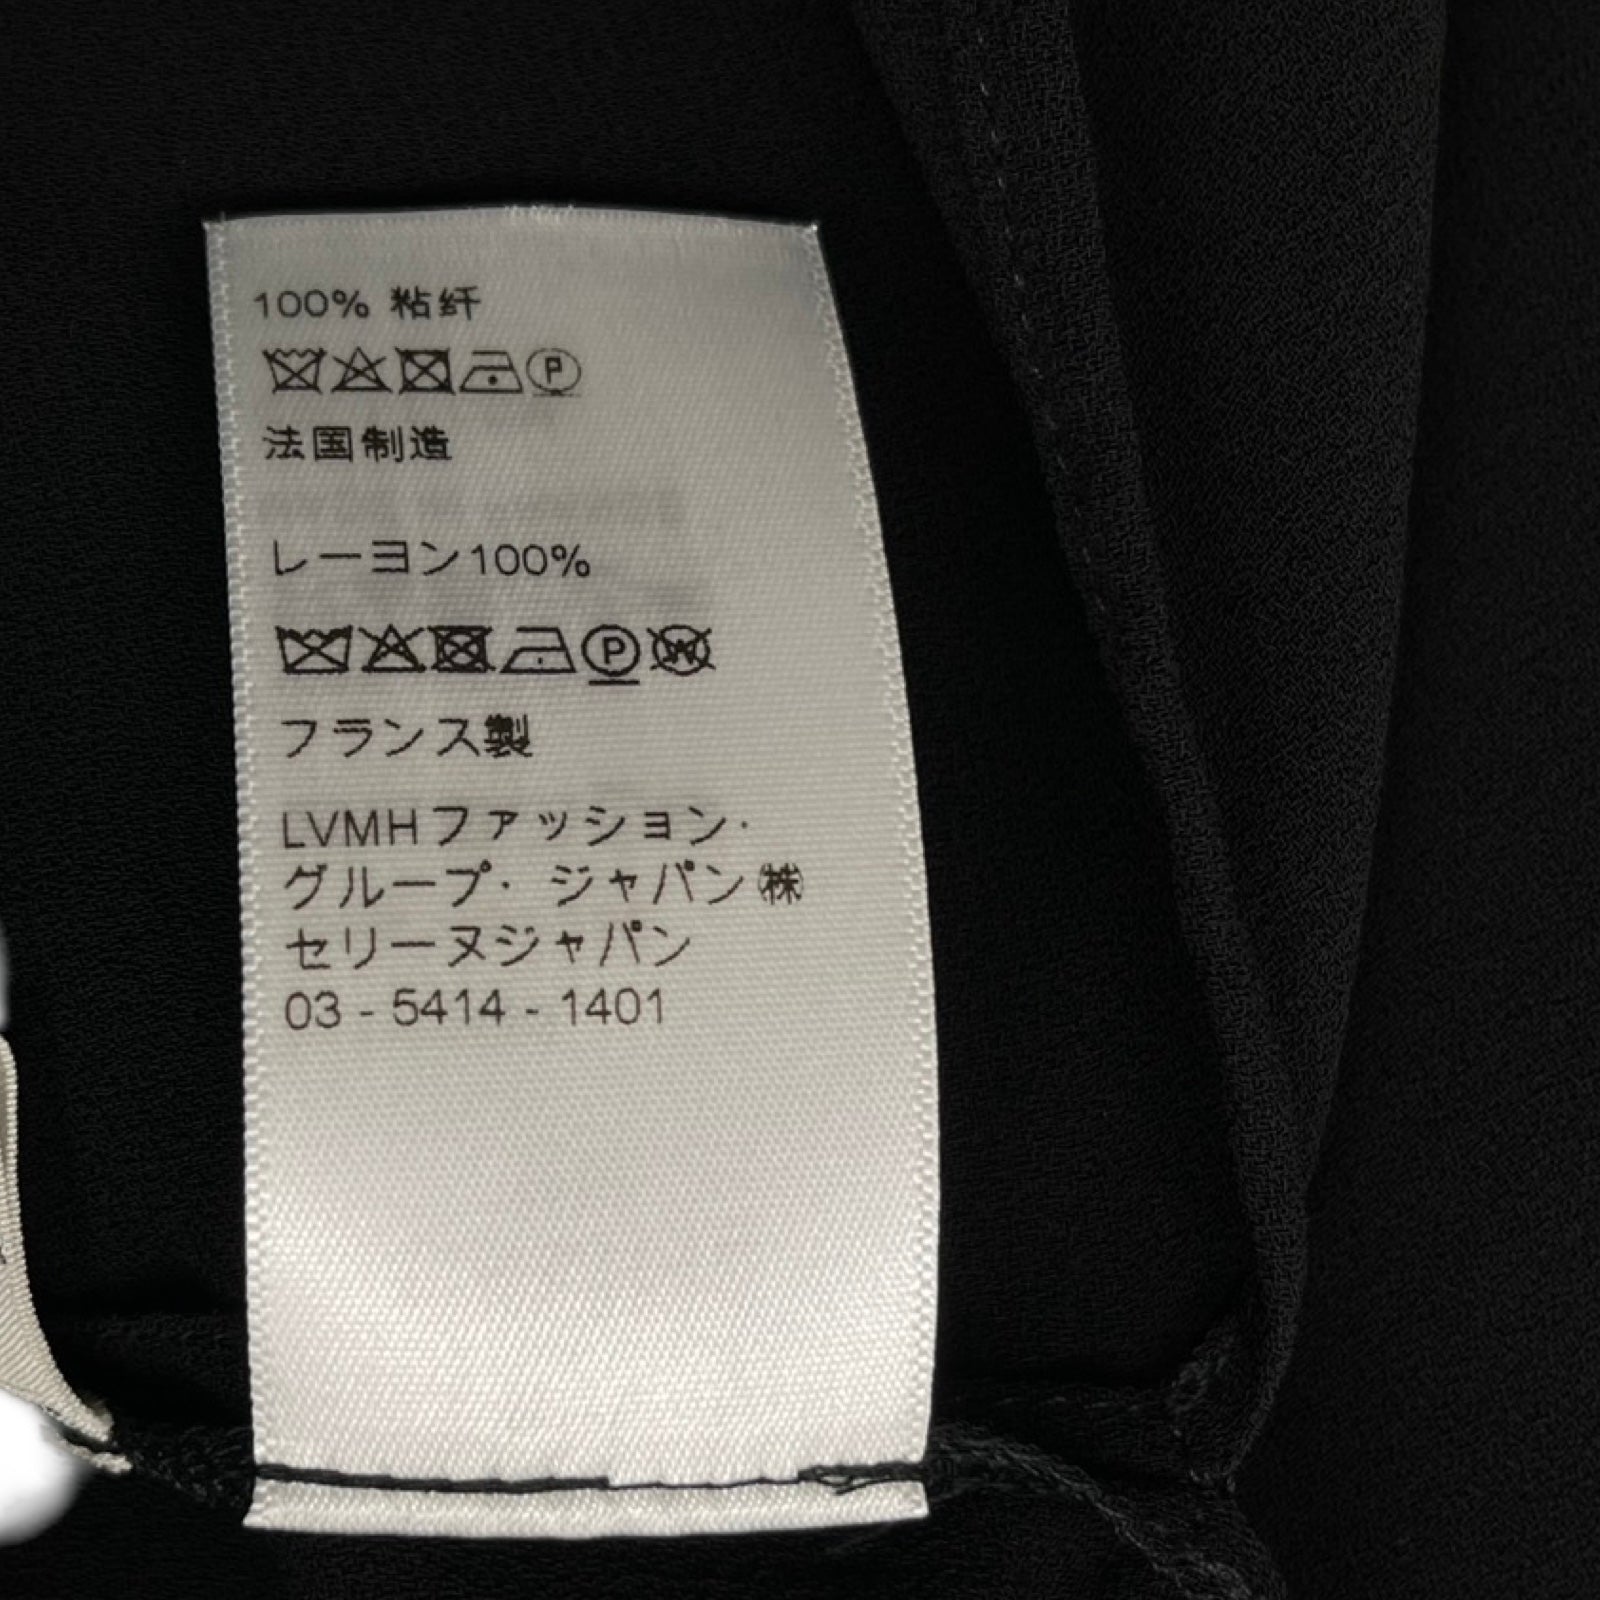 100% 粘纤
P
法国制造
レーヨン100%
P W
フランス製
LVMHファッション·
グループ· ジャパン㈱
セリーヌジャパン
03 - 5414 - 1401